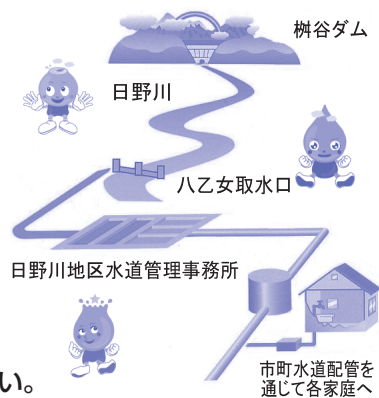 桝谷ダム
日野川
八乙女取水口
日野川地区水道管理事務所
市町水道配管を
通じて各家庭へ
い。